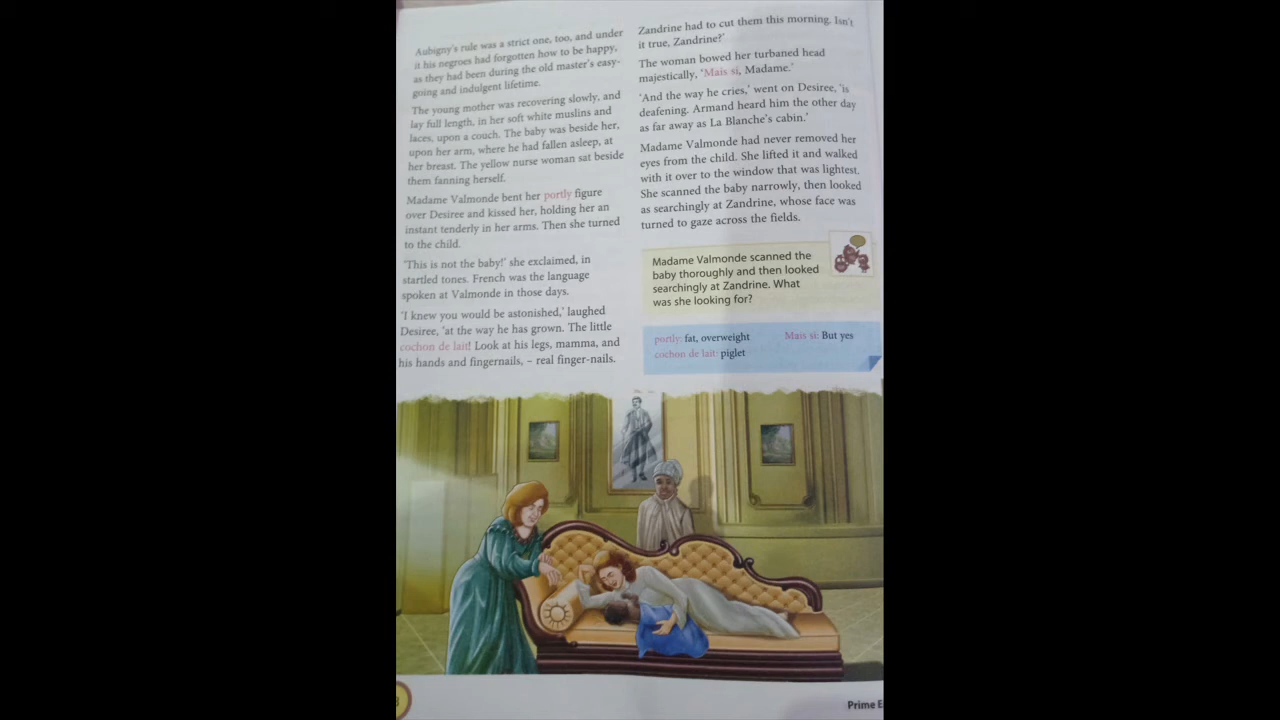 Aubigny's rule was a strict one, too, and under
it his negroes had forgotten how to be happy,
as they had been during the old master's easy-
going and indulgent lifetime.
The young mother was recovering slowly, and
lay full length, in her soft white muslins and
laces, upon a couch. The baby was beside her,
upon her arm, where he had fallen asleep, at
her breast. The yellow nurse woman sat beside
them fanning herself.
Madame Valmonde bent her portly figure
over Desiree and kissed her, holding her an
instant tenderly in her arms. Then she turned
to the child.
'This is not the baby!' she exclaimed, in
startled tones. French was the language
spoken at Valmonde in those days.
'I knew you would be astonished,' laughed
Desiree, 'at the way he has grown. The little
cochon de lait! Look at his legs, mamma, and
his hands and fingernails, – real finger-nails.
Zandrine had to cut them this morning. Isn't
it true, Zandrine?'
The woman bowed her turbaned head
majestically, 'Mais si, Madame.'
'And the way he cries,' went on Desiree, 'is
deafening. Armand heard him the other day
as far away as La Blanche's cabin.'
Madame Valmonde had never removed her
eyes from the child. She lifted it and walked
with it over to the window that was lightest.
She scanned the baby narrowly, then looked
as searchingly at Zandrine, whose face was
turned to gaze across the fields.
Madame Valmonde scanned the
baby thoroughly and then looked
searchingly at Zandrine. What
was she looking for?
portly: fat, overweight Mais si: But yes
cochon de lait: piglet
Prime